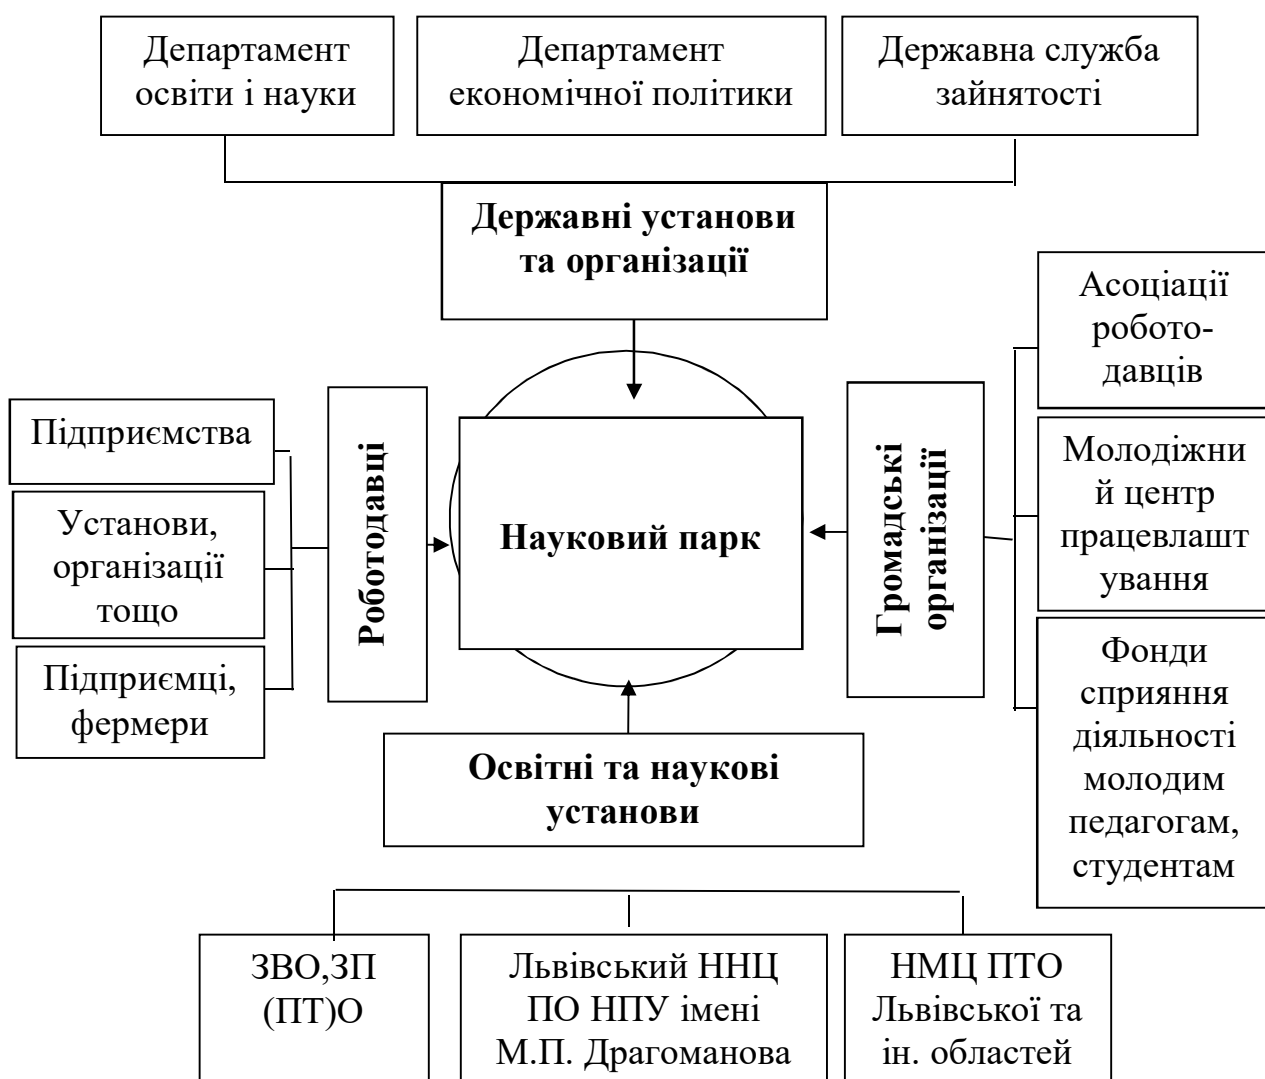 Департамент
освіти і науки
Департамент
економічної політики
Державна служба
зайнятості
Державні установи
та організації
Асоціації
робото-
давців
Підприємства
Установи,
організації
тощо
Підприємці,
фермери
Роботодавці
Науковий парк
Громадські
організації
Молодіжни
й центр
працевлашт
ування
Фонди
сприяння
діяльності
молодим
педагогам,
студентам
Освітні та наукові
установи
ЗВО,ЗП
(ПТ)О
Львівський ННЦ
ПО НПУ імені
М.П. Драгоманова
НМЦ ПТО
Львівської та
ін. областей